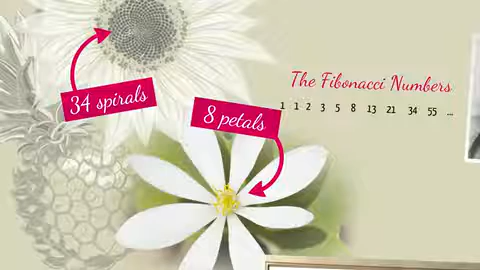 34 spirals
8 petals
The Fibonacci Numbers
1 1 2 3 5 8 13 21 34 55 ...